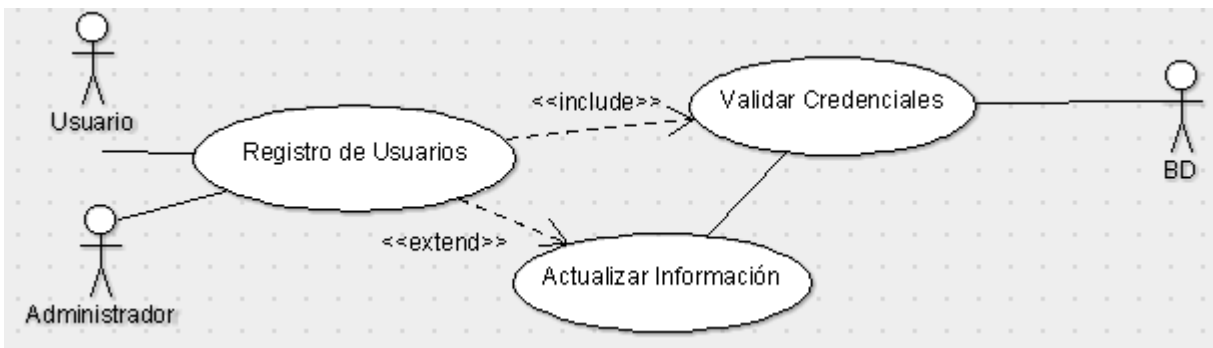 Usuario
<<include>>
Validar Credenciales
Registro de Usuarios
BD
<<extend>>
Actualizar Información
Administrador